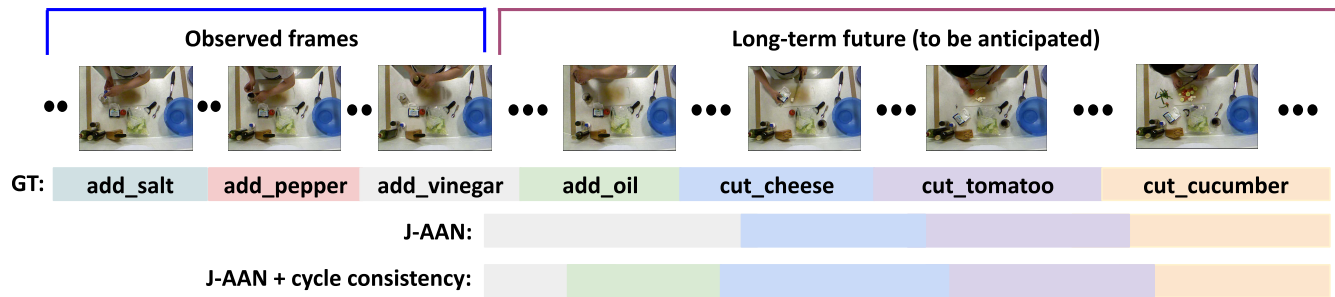 Observed frames
Long-term future (to be anticipated)
GT: add_salt add_pepper add_vinegar add_oil cut_cheese cut_tomatoo cut_cucumber
J-AAN:
J-AAN + cycle consistency: